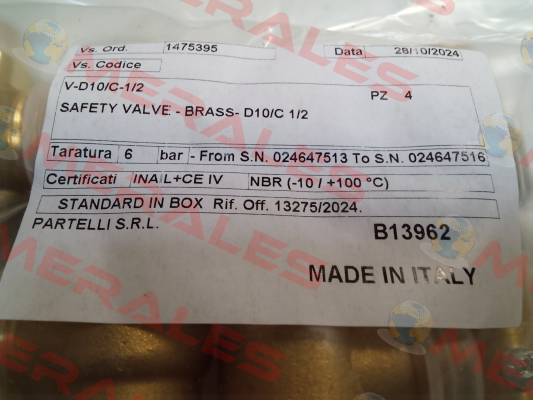 Vs. Ord. 1475395 Data 28/10/2024
Vs. Codice
V-D10/C-1/2 PZ 4
SAFETY VALVE - BRASS- D10/C 1/2
Taratura 6 bar - From S.N. 024647513 To S.N. 024647516
Certificati INAIL+CE IV NBR (-10 / +100 °C)
STANDARD IN BOX Rif. Off. 13275/2024.
PARTELLI S.R.L. B13962
MADE IN ITALY
MERALES